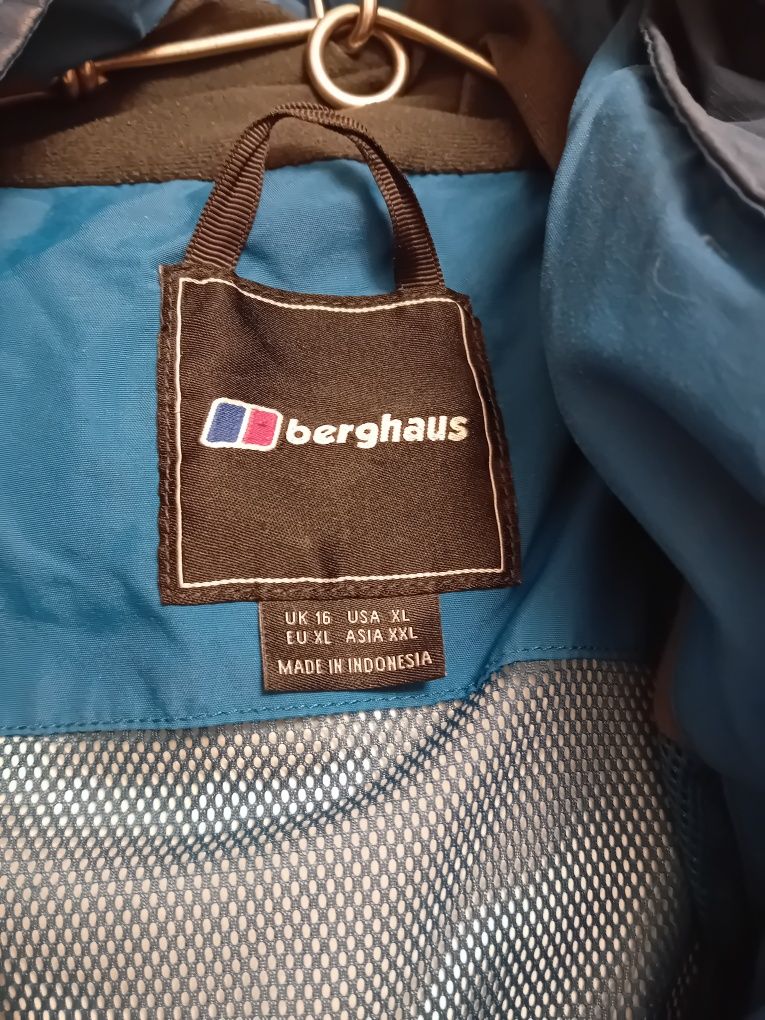 berghaus
UK 16 USA XL
EU XL ASIA XXL
MADE IN INDONESIA